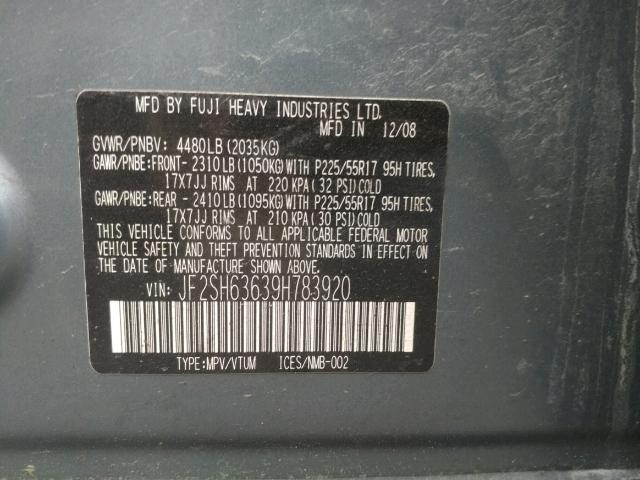 MFD BY FUJI HEAVY INDUSTRIES LTD.
MFD IN 12/08
GVWR/PNBV: 4480LB (2035KG)
GAWR/PNBE:FRONT- 2310LB(1050KG)WITH P225/55R17 95H TIRES,
17X7JJ RIMS AT 220 KPA(32 PSI)COLD
GAWR/PNBE:REAR - 2410LB(1095KG)WITH P225/55R17 95H TIRES,
17X7JJ RIMS AT 210 KPA(30 PSI)COLD
THIS VEHICLE CONFORMS TO ALL APPLICABLE FEDERAL MOTOR
VEHICLE SAFETY AND THEFT PREVENTION STANDARDS IN EFFECT ON
THE DATE OF MANUFACTURE SHOWN ABOVE.
VIN: JF2SH63639H783920
TYPE:MPV/VTUM ICES/NMB-002